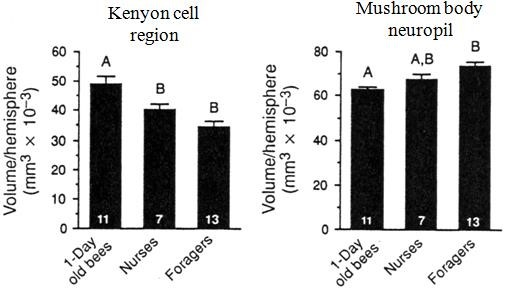 Kenyon cell
region
Volume/hemisphere
(mm³ × 10⁻³)
60
50
40
30
20
10
0
A
B
B
11
7
13
1-Day
old bees
Nurses
Foragers
Mushroom body
neuropil
Volume/hemisphere
(mm³ × 10⁻³)
80
60
40
20
0
A
A,B
B
11
7
13
1-Day
old bees
Nurses
Foragers